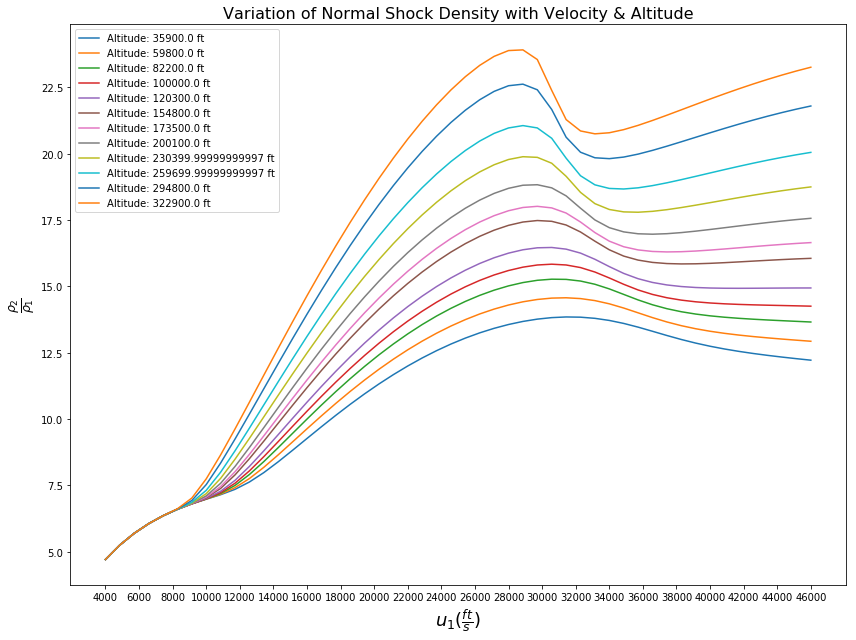 Variation of Normal Shock Density with Velocity & Altitude
Altitude: 35900.0 ft
Altitude: 59800.0 ft
Altitude: 82200.0 ft
Altitude: 100000.0 ft
Altitude: 120300.0 ft
Altitude: 154800.0 ft
Altitude: 173500.0 ft
Altitude: 200100.0 ft
Altitude: 230399.99999999997 ft
Altitude: 259699.99999999997 ft
Altitude: 294800.0 ft
Altitude: 322900.0 ft
22.5
20.0
17.5
15.0
12.5
10.0
7.5
5.0
ρ₂/ρ₁
4000 6000 8000 10000 12000 14000 16000 18000 20000 22000 24000 26000 28000 30000 32000 34000 36000 38000 40000 42000 44000 46000
u₁(ft/s)